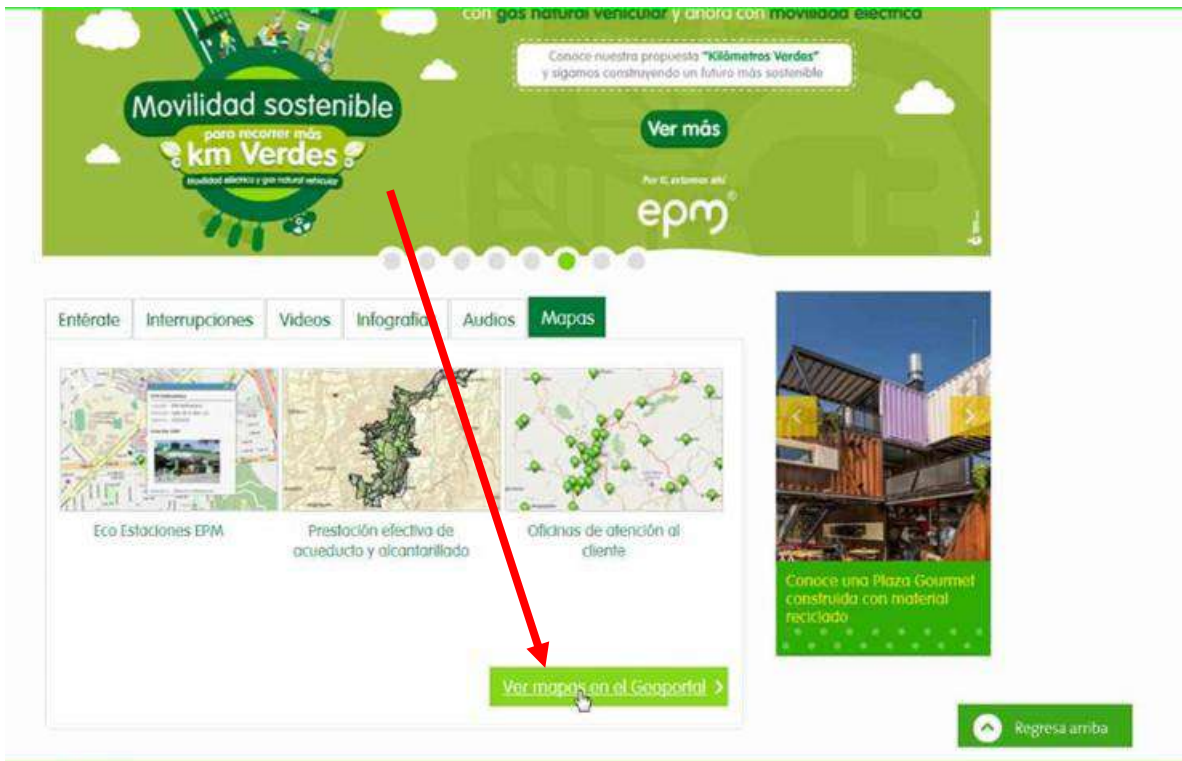 con gas natural vehicular y ahora con movilidad eléctrica
Conoce nuestra propuesta "Kilómetros Verdes"
y sigamos construyendo un futuro más sostenible
Movilidad sostenible
para recorrer más
km Verdes
Movilidad eléctrica y gas natural vehicular
Ver más
Por ti, estamos ahí
epm
Entérate Interrupciones Videos Infografías Audios Mapas
Eco Estaciones EPM
Prestación efectiva de
acueducto y alcantarillado
Oficinas de atención al
cliente
Conoce una Plaza Gourmet
construida con material
reciclado
Ver mapas en el Geoportal >
Regresa arriba